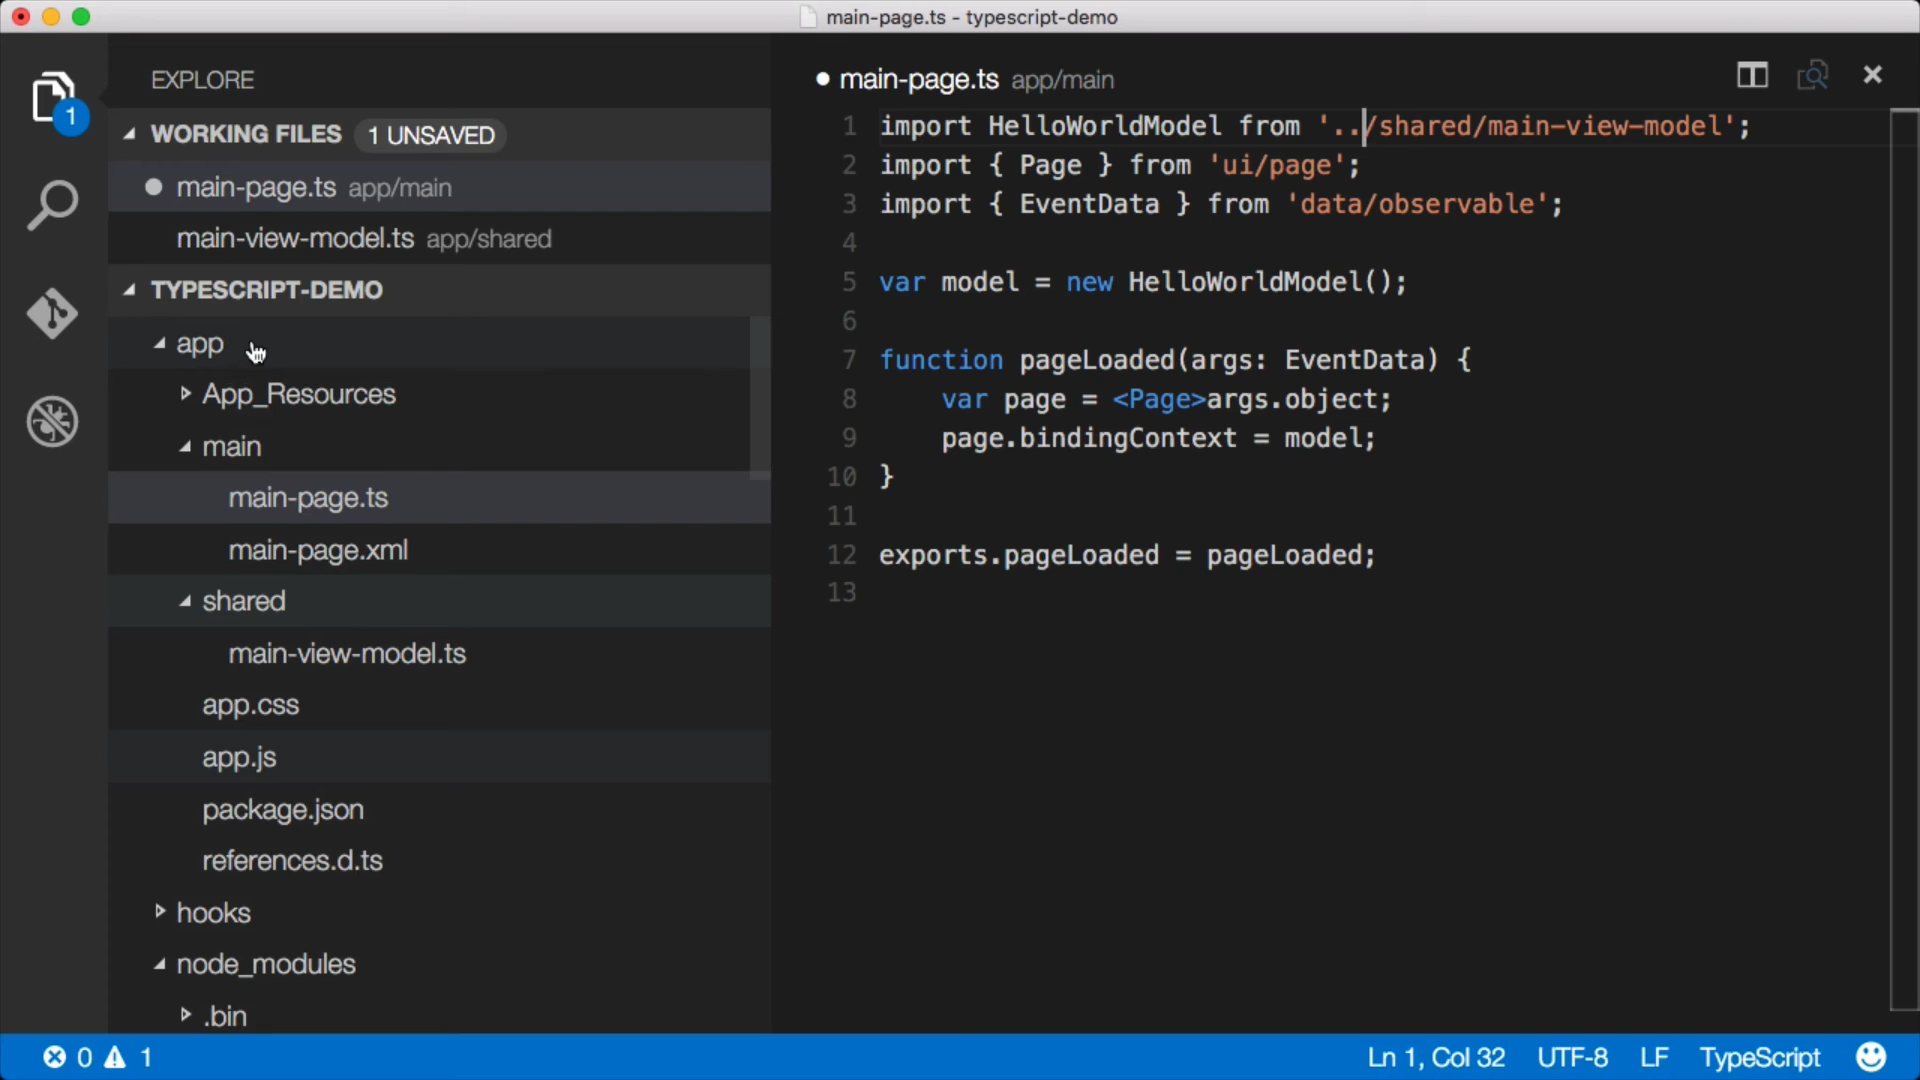 main-page.ts - typescript-demo
EXPLORE
1
WORKING FILES 1 UNSAVED
main-page.ts app/main
main-view-model.ts app/shared
TYPESCRIPT-DEMO
app
App_Resources
main
main-page.ts
main-page.xml
shared
main-view-model.ts
app.css
app.js
package.json
references.d.ts
hooks
node_modules
.bin
main-page.ts app/main
1 import HelloWorldModel from '../shared/main-view-model';
2 import { Page } from 'ui/page';
3 import { EventData } from 'data/observable';
4
5 var model = new HelloWorldModel();
6
7 function pageLoaded(args: EventData) {
8 var page = <Page>args.object;
9 page.bindingContext = model;
10 }
11
12 exports.pageLoaded = pageLoaded;
13
0 1 Ln 1, Col 32 UTF-8 LF TypeScript